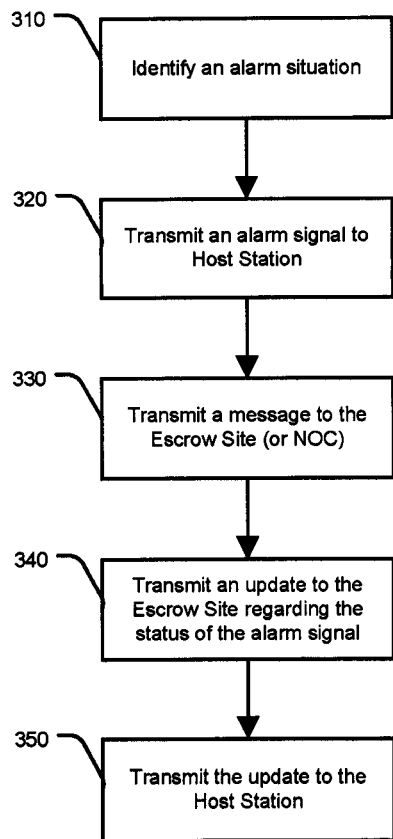 310
Identify an alarm situation
320
Transmit an alarm signal to
Host Station
330
Transmit a message to the
Escrow Site (or NOC)
340
Transmit an update to the
Escrow Site regarding the
status of the alarm signal
350
Transmit the update to the
Host Station